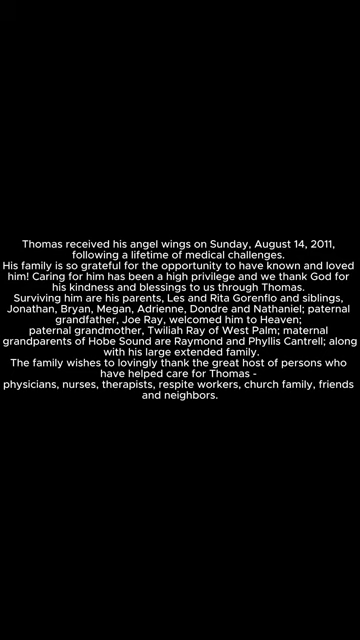 Thomas received his angel wings on Sunday, August 14, 2011,
following a lifetime of medical challenges.
His family is so grateful for the opportunity to have known and loved
him! Caring for him has been a high privilege and we thank God for
his kindness and blessings to us through Thomas.
Surviving him are his parents, Les and Rita Gorenflo and siblings,
Jonathan, Bryan, Megan, Adrienne, Dondre and Nathaniel; paternal
grandfather, Joe Ray, welcomed him to Heaven;
paternal grandmother, Twiliah Ray of West Palm; maternal
grandparents of Hobe Sound are Raymond and Phyllis Cantrell; along
with his large extended family.
The family wishes to lovingly thank the great host of persons who
have helped care for Thomas -
physicians, nurses, therapists, respite workers, church family, friends
and neighbors.